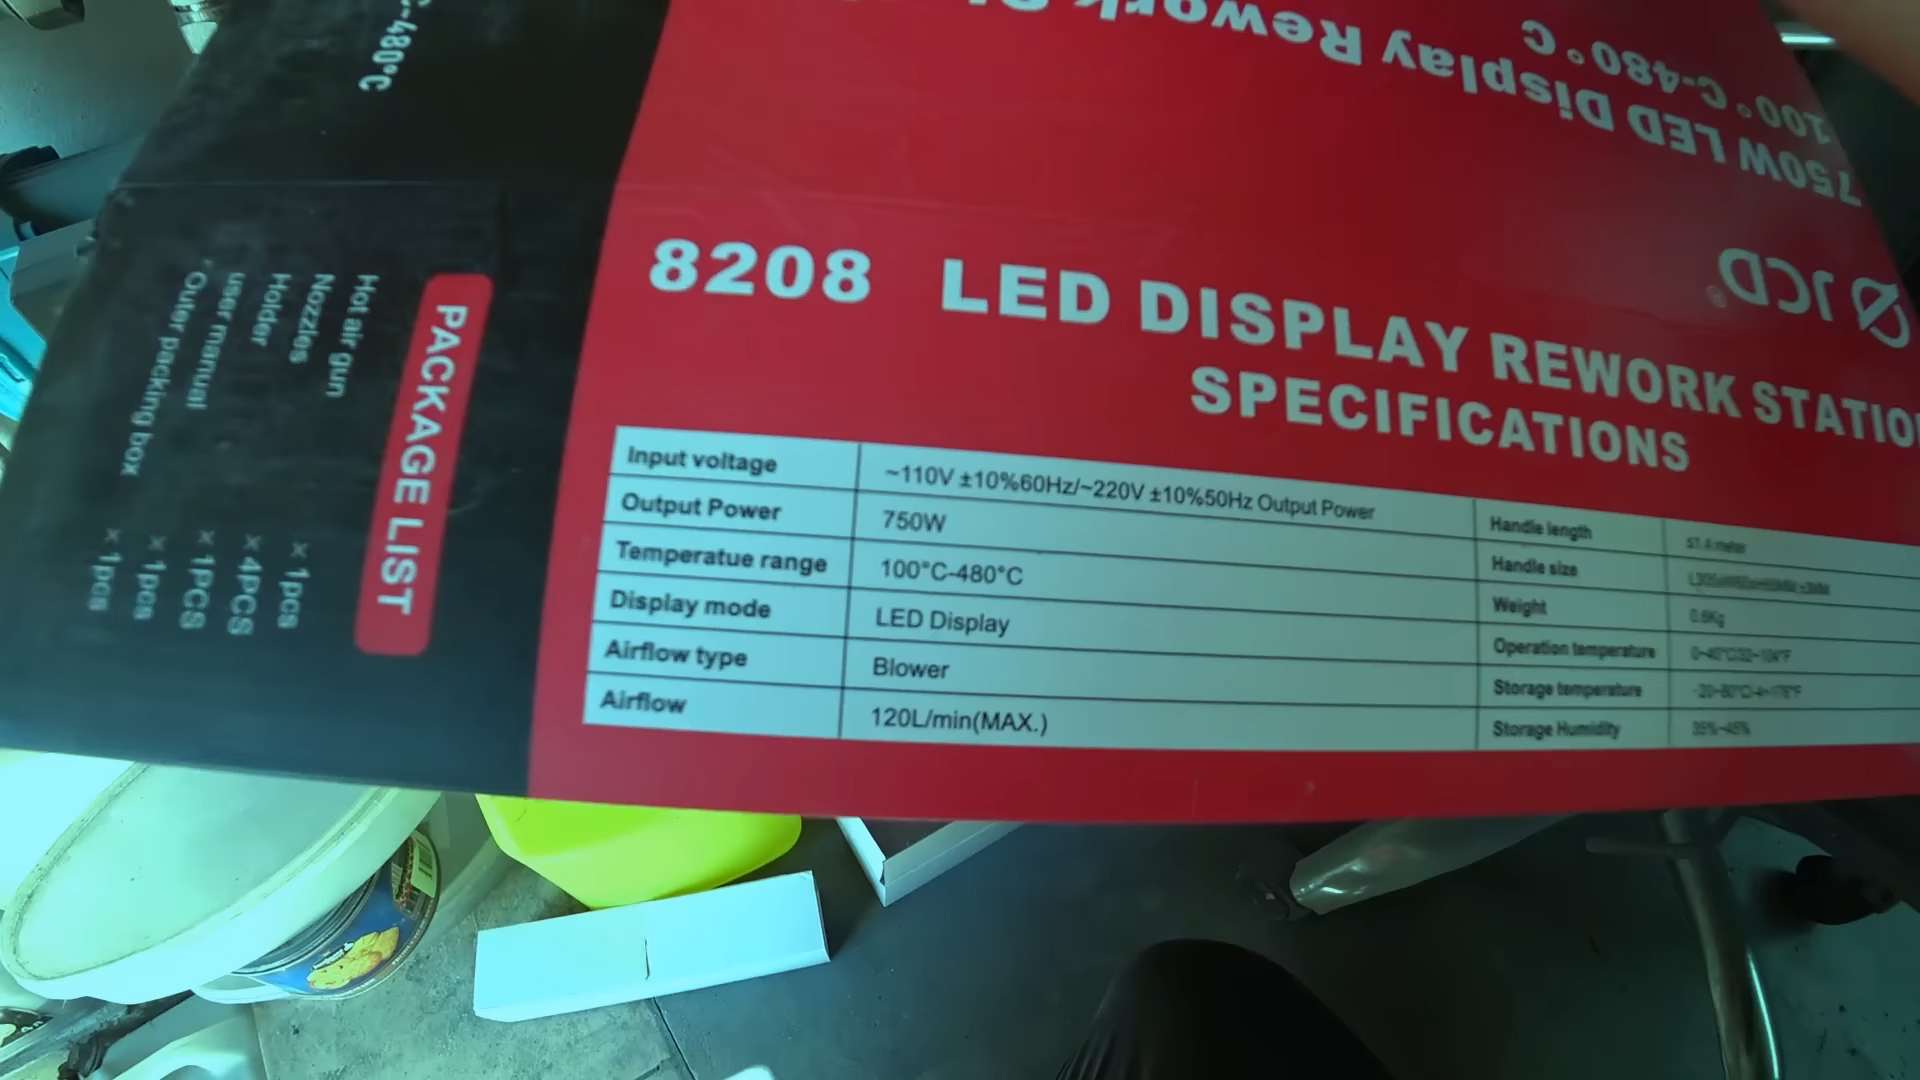 8208 LED DISPLAY REWORK
SPECIFICATIONS
Input voltage ~110V ±10%60Hz/~220V ±10%50Hz Output Power
Output Power 750W
Temperatue range 100°C-480°C
Display mode LED Display
Airflow type Blower
Airflow 120L/min(MAX.)
Handle length meter
Handle size
Weight 0.6Kg
Operation temperature
Storage temperature
Storage Humidity
PACKAGE LIST
Hot air gun × 1pcs
Nozzles × 4PCS
Holder × 1PCS
user manual × 1pcs
Outer packing box × 1pcs
JCD®
750W LED Display Rework
100°C-480°C
-480°C